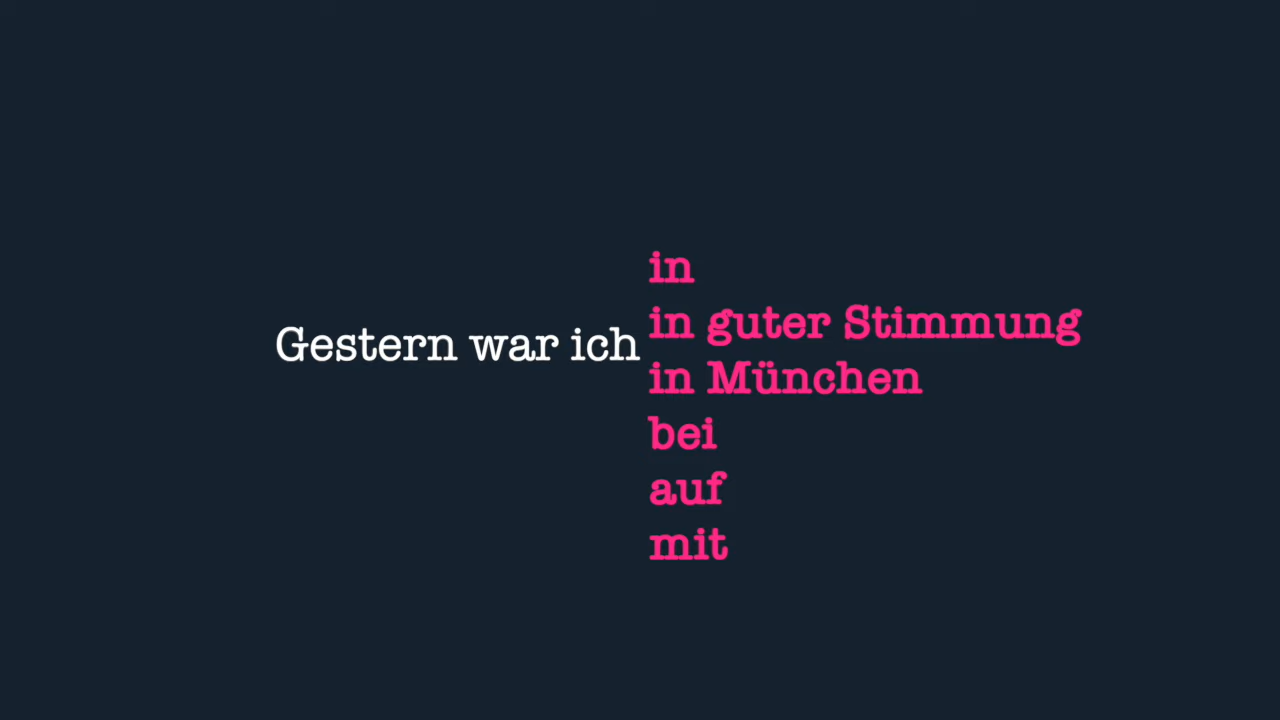 Gestern war ich
in
in guter Stimmung
in München
bei
auf
mit